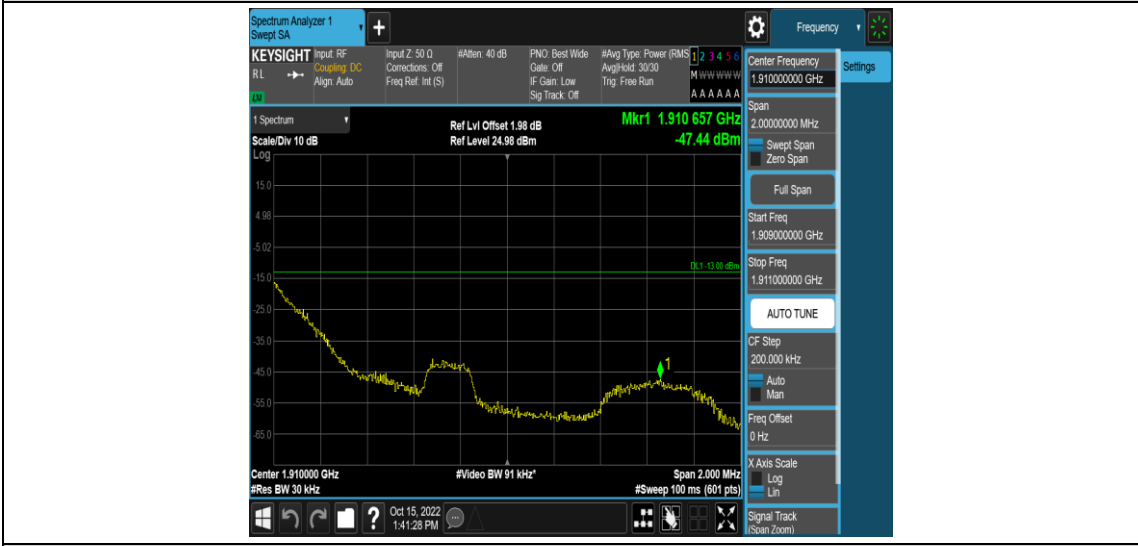 Spectrum Analyzer 1
Swept SA
+
Frequency
KEYSIGHT
RL
LXI
Input: RF
Coupling: DC
Align: Auto
Input Z: 50 Ω
Corrections: Off
Freq Ref: Int (S)
#Atten: 40 dB
PNO: Best Wide
Gate: Off
IF Gain: Low
Sig Track: Off
#Avg Type: Power (RMS
Avg|Hold: 30/30
Trig: Free Run
1 2 3 4 5 6
M W W W W W
A A A A A A
1 Spectrum
Scale/Div 10 dB
Ref Lvl Offset 1.98 dB
Ref Level 24.98 dBm
Mkr1 1.910 657 GHz
-47.44 dBm
Log
15.0
4.98
-5.02
DL1 -13.00 dBm
-15.0
-25.0
-35.0
-45.0
1
-55.0
-65.0
Center 1.910000 GHz
#Video BW 91 kHz*
Span 2.000 MHz
#Res BW 30 kHz
#Sweep 100 ms (601 pts)
?
Oct 15, 2022
1:41:28 PM
Center Frequency
1.910000000 GHz
Settings
Span
2.00000000 MHz
Swept Span
Zero Span
Full Span
Start Freq
1.909000000 GHz
Stop Freq
1.911000000 GHz
AUTO TUNE
CF Step
200.000 kHz
Auto
Man
Freq Offset
0 Hz
X Axis Scale
Log
Lin
Signal Track
(Span Zoom)